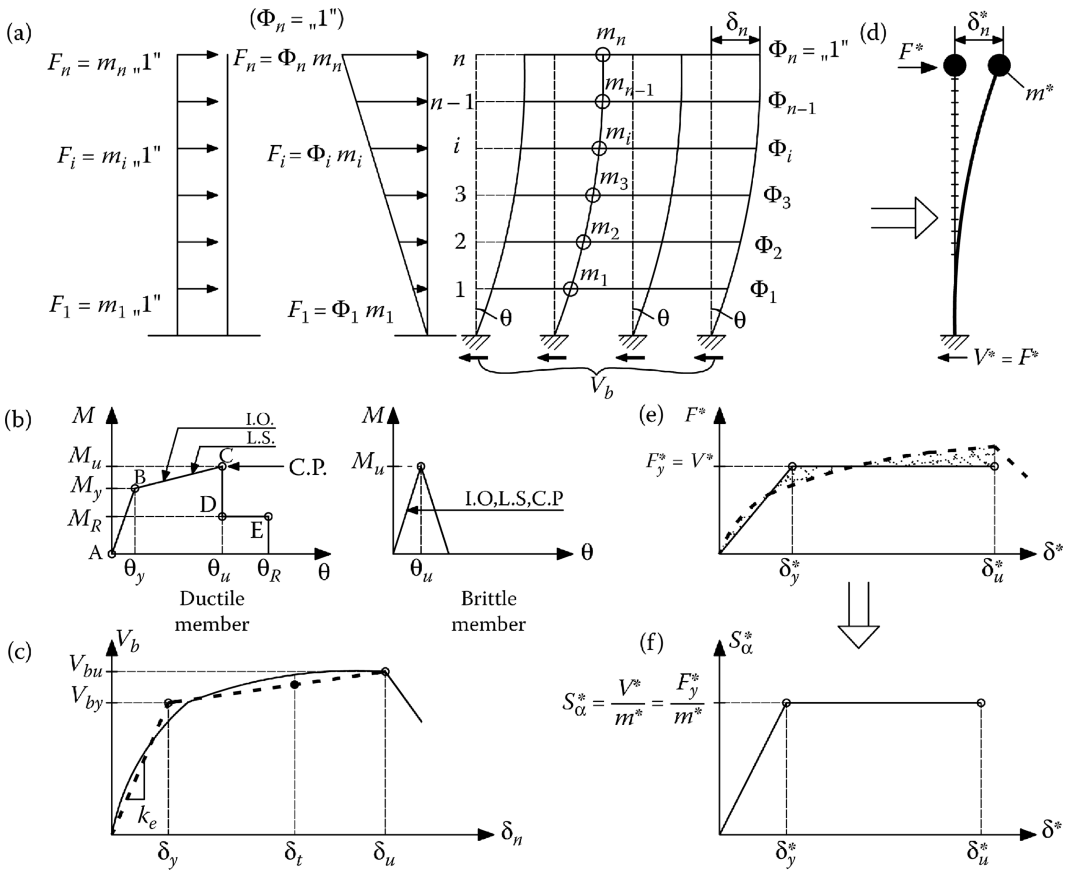 (a)
(Φn = „1")
Fn = mn „1"
Fi = mi „1"
F1 = m1 „1"
Fn = Φn mn
Fi = Φi mi
F1 = Φ1 m1
n
n–1
i
3
2
1
mn
mn–1
mi
m3
m2
m1
θ
θ
θ
δn
Φn = „1"
Φn–1
Φi
Φ3
Φ2
Φ1
Vb
(d)
δ*n
F*
m*
V* = F*
(b)
M
Mu
My
MR
A
B
C
D
E
I.O.
L.S.
C.P.
θy
θu
θR
θ
Ductile
member
M
Mu
I.O,L.S,C.P
θu
θ
Brittle
member
(c)
Vb
Vbu
Vby
ke
δy
δt
δu
δn
(e)
F*
F*y = V*
δ*y
δ*u
δ*
(f)
S*α
S*α = V*/m* = F*y/m*
δ*y
δ*u
δ*